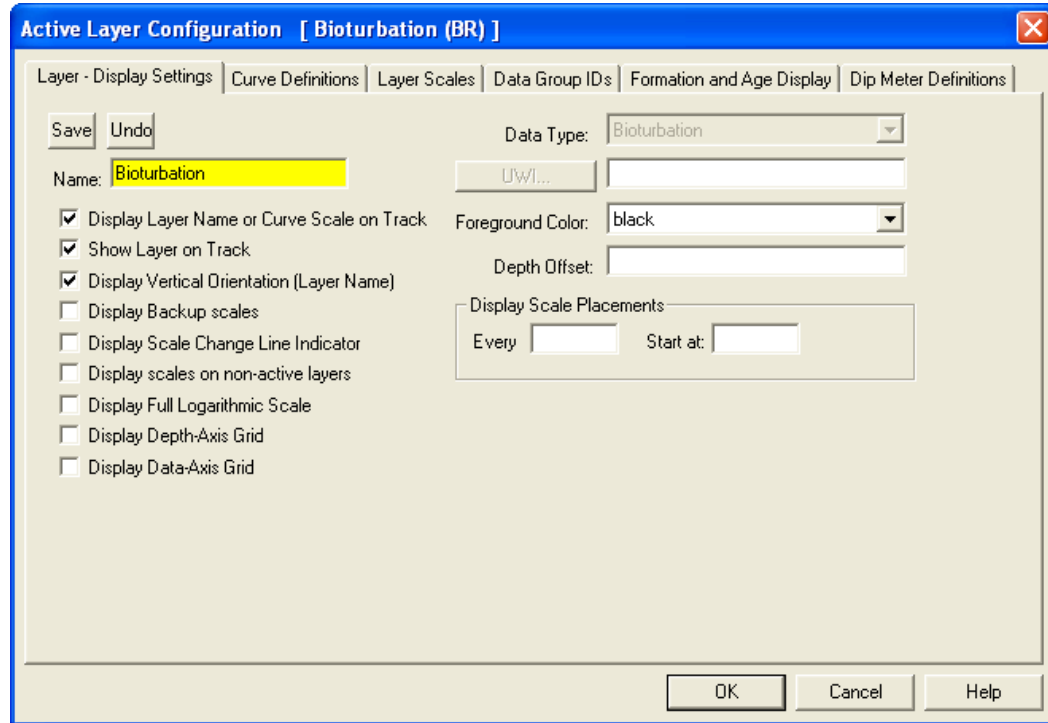 Active Layer Configuration [ Bioturbation (BR) ]
Layer - Display Settings Curve Definitions Layer Scales Data Group IDs Formation and Age Display Dip Meter Definitions
Save Undo
Name: Bioturbation
Display Layer Name or Curve Scale on Track
Show Layer on Track
Display Vertical Orientation (Layer Name)
Display Backup scales
Display Scale Change Line Indicator
Display scales on non-active layers
Display Full Logarithmic Scale
Display Depth-Axis Grid
Display Data-Axis Grid
Data Type: Bioturbation
UWI...
Foreground Color: black
Depth Offset:
Display Scale Placements
Every Start at:
OK Cancel Help